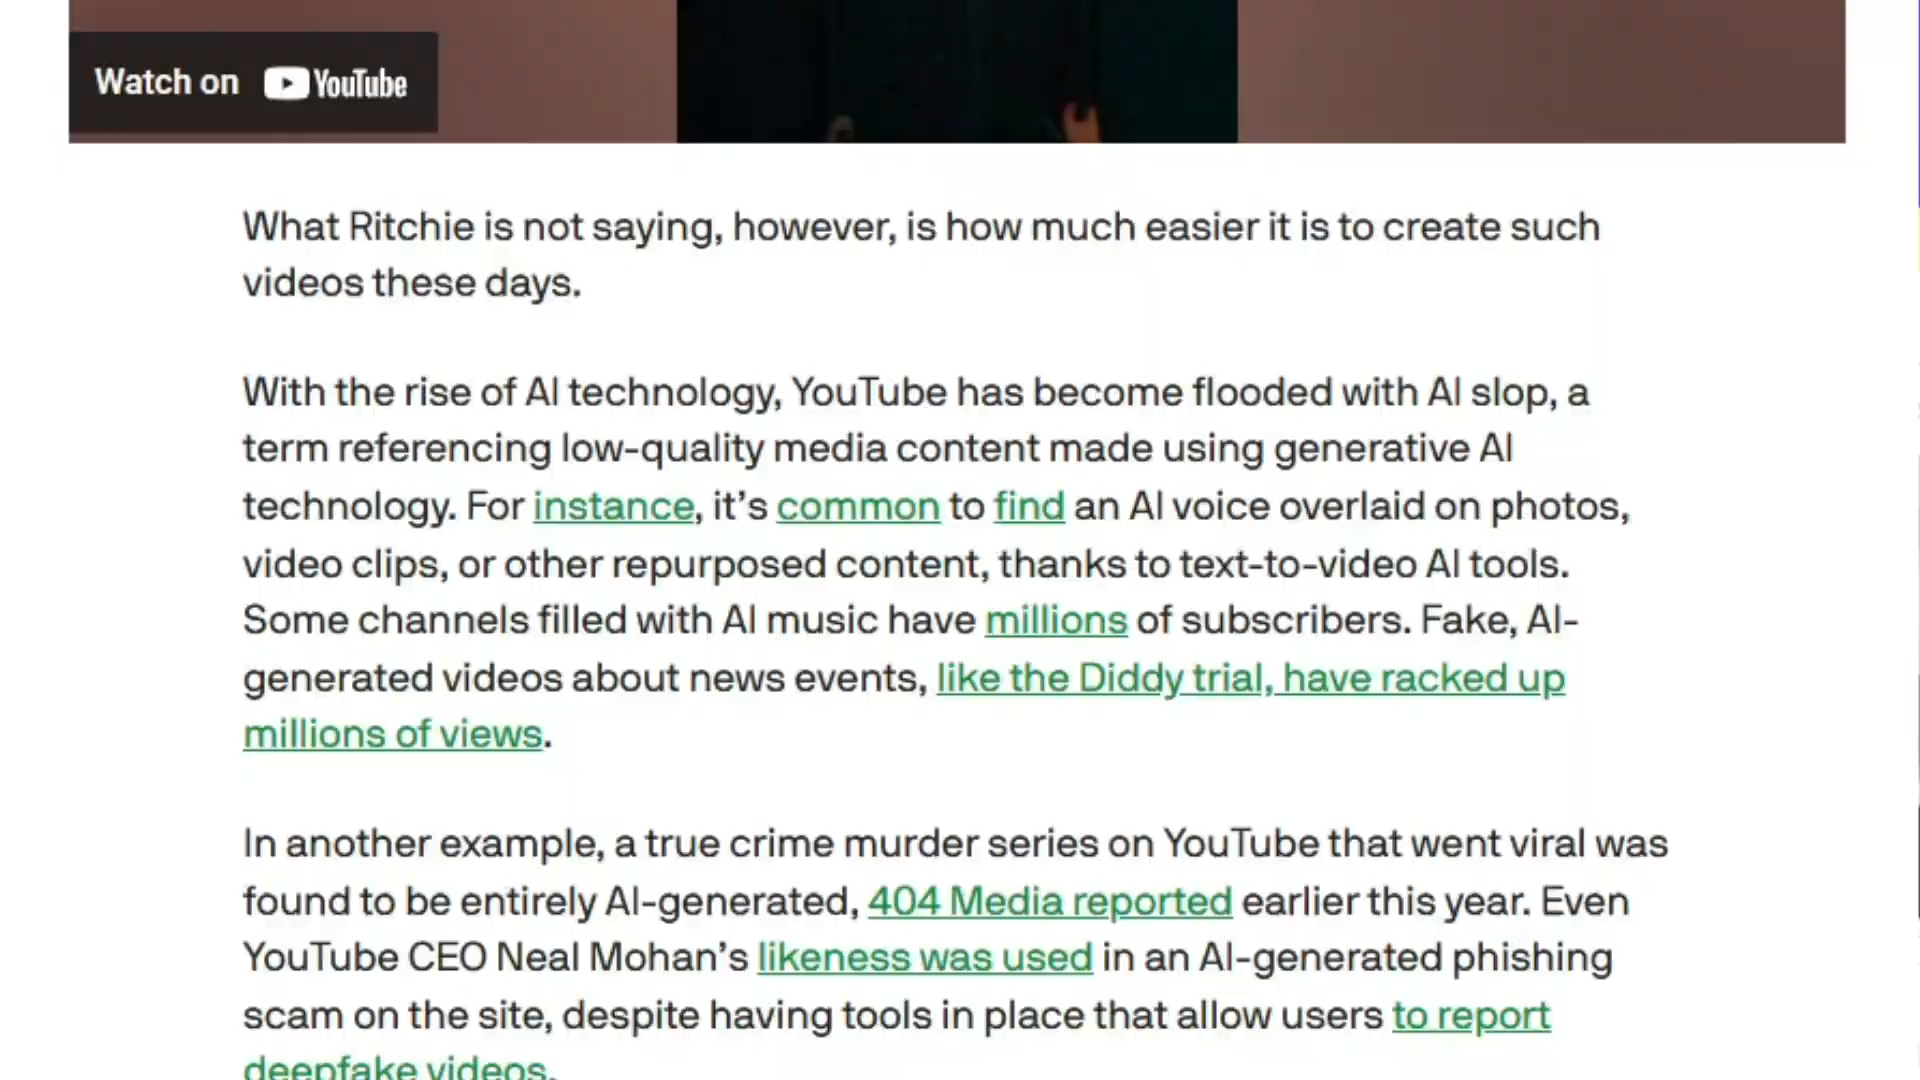 Watch on YouTube
What Ritchie is not saying, however, is how much easier it is to create such
videos these days.
With the rise of AI technology, YouTube has become flooded with AI slop, a
term referencing low-quality media content made using generative AI
technology. For instance, it’s common to find an AI voice overlaid on photos,
video clips, or other repurposed content, thanks to text-to-video AI tools.
Some channels filled with AI music have millions of subscribers. Fake, AI-
generated videos about news events, like the Diddy trial, have racked up
millions of views.
In another example, a true crime murder series on YouTube that went viral was
found to be entirely AI-generated, 404 Media reported earlier this year. Even
YouTube CEO Neal Mohan’s likeness was used in an AI-generated phishing
scam on the site, despite having tools in place that allow users to report
deepfake videos.